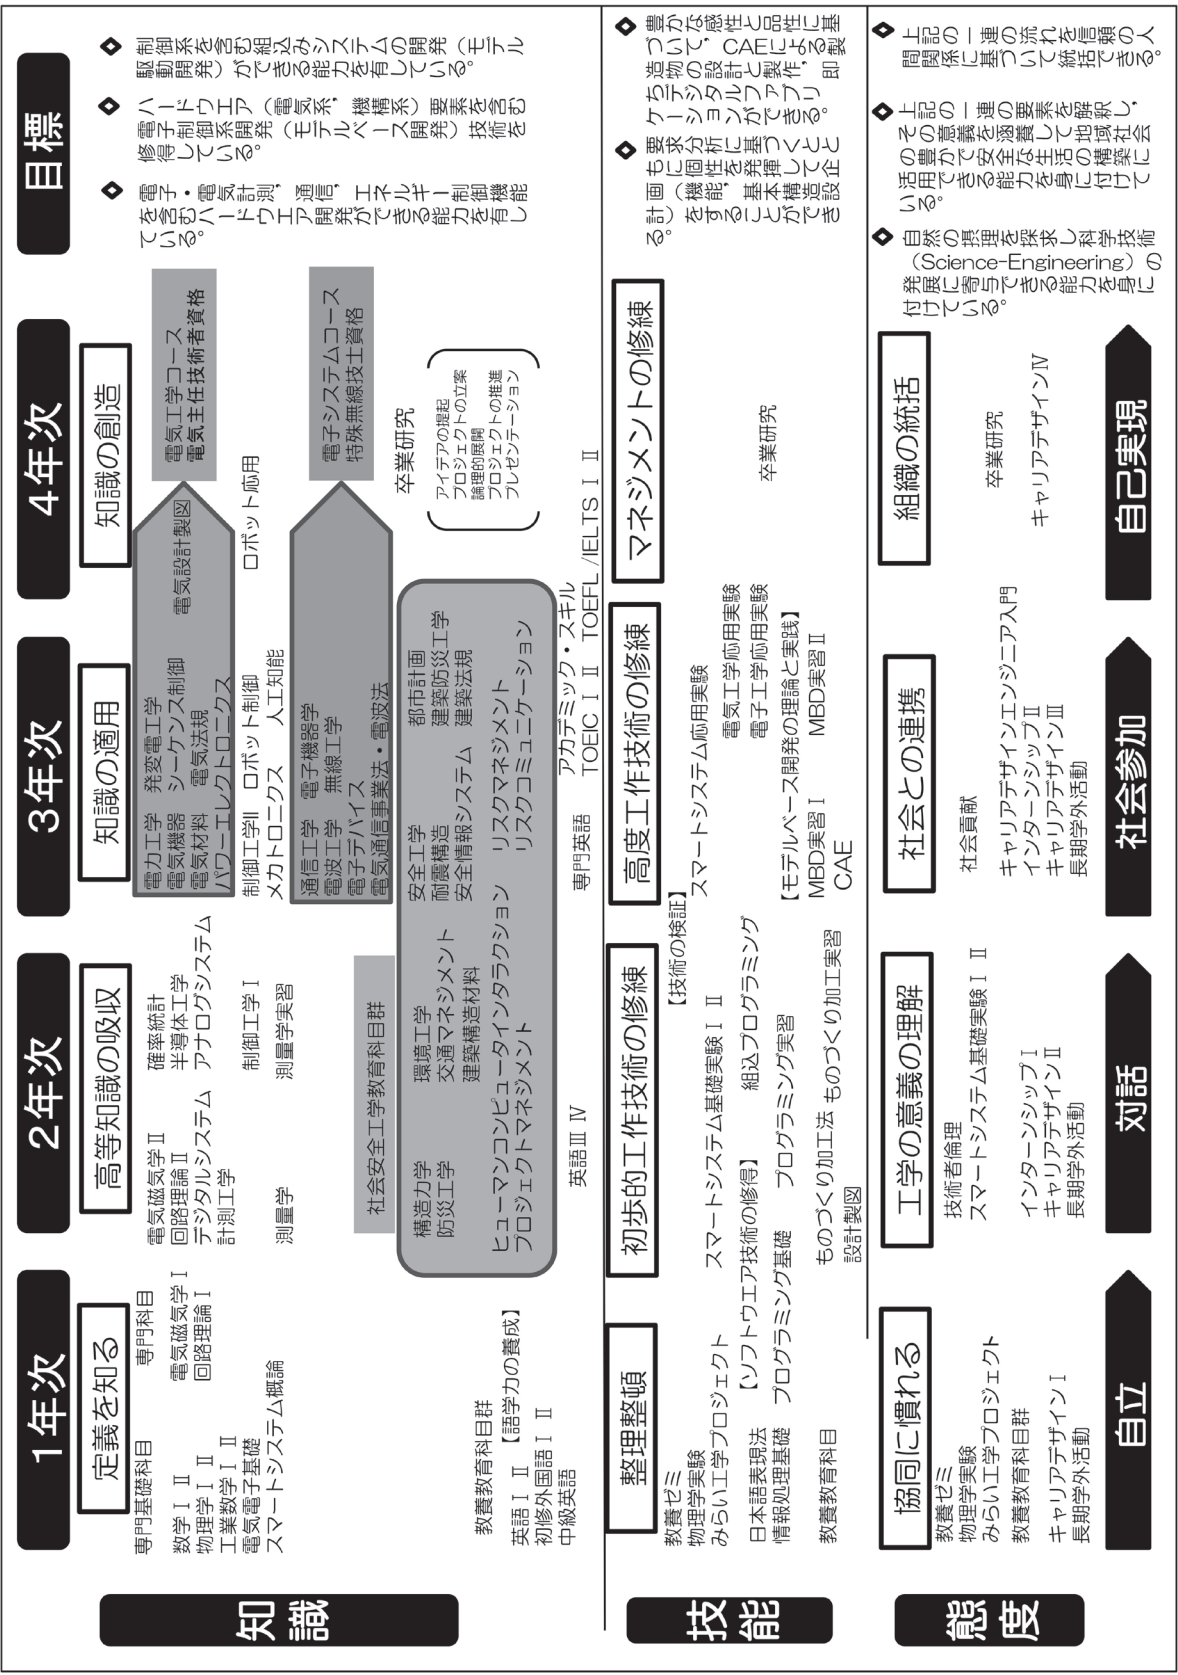 1年次
2年次
3年次
4年次
目標
知識
定義を知る
専門基礎科目
専門科目
数学Ⅰ Ⅱ
物理学Ⅰ Ⅱ
工業数学Ⅰ Ⅱ
電気電子基礎
スマートシステム概論
電気磁気学Ⅰ
回路理論Ⅰ
教養教育科目群
英語Ⅰ Ⅱ 【語学力の養成】
初修外国語Ⅰ Ⅱ
中級英語
高等知識の吸収
電気磁気学Ⅱ
回路理論Ⅱ
デジタルシステム
計測工学
確率統計
半導体工学
アナログシステム
制御工学Ⅰ
測量学
測量学実習
社会安全工学教育科目群
構造力学
防災工学
環境工学
交通マネジメント
建築構造材料
ヒューマンコンピュータインタラクション
プロジェクトマネジメント
英語Ⅲ Ⅳ
知識の適用
電力工学
電気機器
電気材料
パワーエレクトロニクス
発変電工学
シーケンス制御
電気法規
電気設計製図
制御工学Ⅱ ロボット制御
メカトロニクス 人工知能
ロボット応用
通信工学 電子機器学
電波工学 無線工学
電子デバイス
電気通信事業法・電波法
安全工学
耐震構造
安全情報システム
都市計画
建築防災工学
建築法規
リスクマネジメント
リスクコミュニケーション
専門英語
アカデミック・スキル
TOEIC Ⅰ Ⅱ TOEFL /IELTS Ⅰ Ⅱ
知識の創造
電気工学コース
電気主任技術者資格
電子システムコース
特殊無線技士資格
卒業研究
アイデアの提起
プロジェクトの立案
論理的展開
プロジェクトの推進
プレゼンテーション
◇ 制御系を含む組込みシステムの開発（モデル
駆動開発）ができる能力を有している。
◇ ハードウエア（電気系，機構系）要素を含む
電子制御系開発（モデルベース開発）技術を
修得している。
◇ 電子・電気計測，通信，エネルギー制御機能
を含むハードウエア開発ができる能力を有し
ている。
技能
整理整頓
教養ゼミ
物理学実験
みらい工学プロジェクト
日本語表現法
情報処理基礎
教養教育科目
【ソフトウエア技術の修得】
プログラミング基礎
初歩的工作技術の修練
【技術の検証】
スマートシステム基礎実験Ⅰ Ⅱ
組込プログラミング
プログラミング実習
ものづくり加工法
設計製図
ものづくり加工実習
高度工作技術の修練
スマートシステム応用実験
電気工学応用実験
電子工学応用実験
【モデルベース開発の理論と実践】
MBD実習Ⅰ
MBD実習Ⅱ
CAE
マネジメントの修練
卒業研究
◇ 豊かな感性と品性に基
づいて，CAEによる製
造物の設計と製作，即
ちデジタルファブリ
ケーションができる。
◇ 要求分析に基づくとと
もに個性を発揮して企
画（機能，基本構造設
計）をすることができ
る。
態度
協同に慣れる
教養ゼミ
物理学実験
みらい工学プロジェクト
教養教育科目群
キャリアデザインⅠ
長期学外活動
工学の意義の理解
技術者倫理
スマートシステム基礎実験Ⅰ Ⅱ
インターンシップⅠ
キャリアデザインⅡ
長期学外活動
社会との連携
社会貢献
キャリアデザインエンジニア入門
インターンシップⅡ
キャリアデザインⅢ
長期学外活動
組織の統括
卒業研究
キャリアデザインⅣ
◇ 上記の一連の流れを信頼の人
間関係に基づいて統括できる。
◇ 上記の一連の要素を解釈し，
その意義を涵養して地域社会
の豊かで安全な生活の構築に
活用できる能力を身に付けて
いる。
◇ 自然の摂理を探求し科学技術
（Science-Engineering）の
発展に寄与できる能力を身に
付けている。
自立
対話
社会参加
自己実現